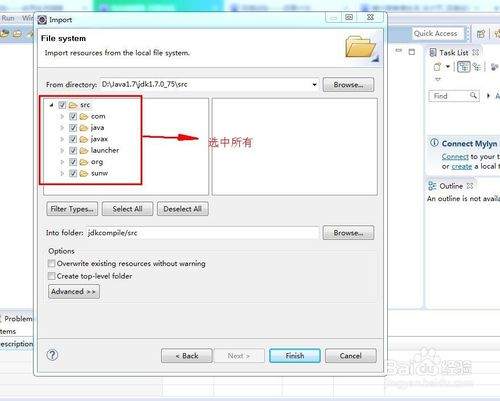 Import
Run Win
File system
Import resources from the local file system.
Quick Access
Task List
From directory: D:\Java1.7\jdk1.7.0_75\src
Browse...
Find
All
src
com
java
javax
launcher
org
sunw
选中所有
Connect Mylyn
Connect to your t
or create a local t
Outline
An outline is not availa
Filter Types...
Select All
Deselect All
Into folder: jdkcompile/src
Browse...
Options
Overwrite existing resources without warning
Create top-level folder
Advanced >>
Problem
tems
escription
< Back
Next >
Finish
Cancel
Baidu 经验
jingyan.baidu.com